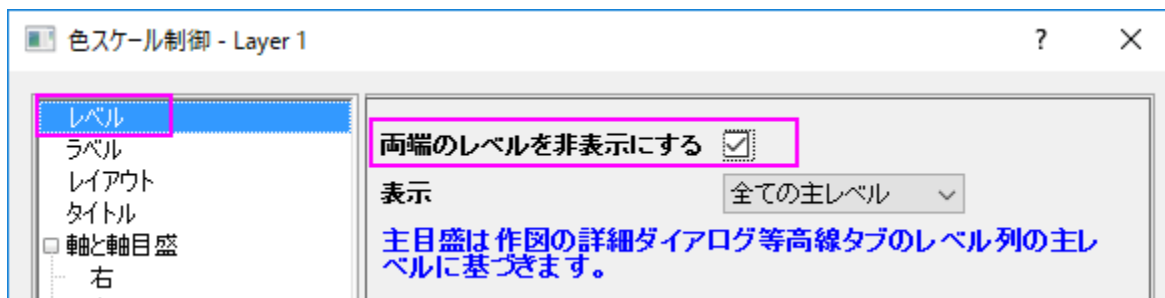 色スケール制御 - Layer 1
?
レベル
ラベル
レイアウト
タイトル
軸と軸目盛
右
両端のレベルを非表示にする
表示
全ての主レベル
主目盛は作図の詳細ダイアログ等高線タブのレベル列の主レ
ベルに基づきます。